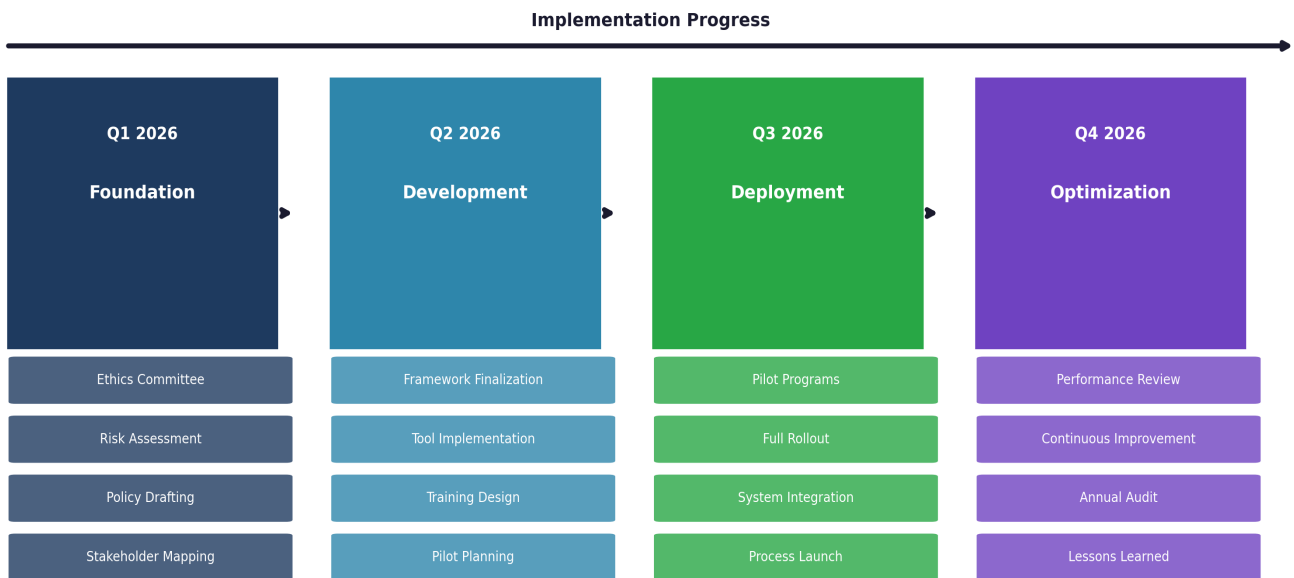 Implementation Progress
Q1 2026
Foundation
Q2 2026
Development
Q3 2026
Deployment
Q4 2026
Optimization
Ethics Committee
Risk Assessment
Policy Drafting
Stakeholder Mapping
Framework Finalization
Tool Implementation
Training Design
Pilot Planning
Pilot Programs
Full Rollout
System Integration
Process Launch
Performance Review
Continuous Improvement
Annual Audit
Lessons Learned